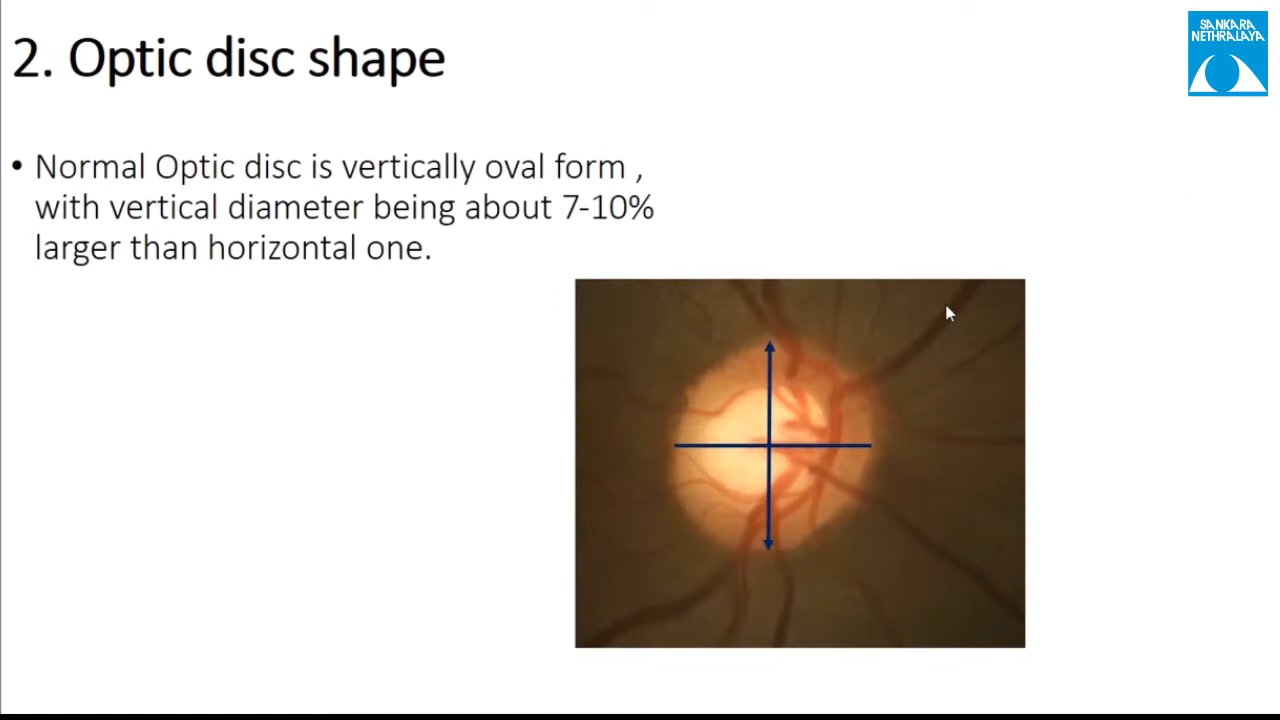 2. Optic disc shape
SANKARA
NETHRALAYA
• Normal Optic disc is vertically oval form ,
with vertical diameter being about 7-10%
larger than horizontal one.